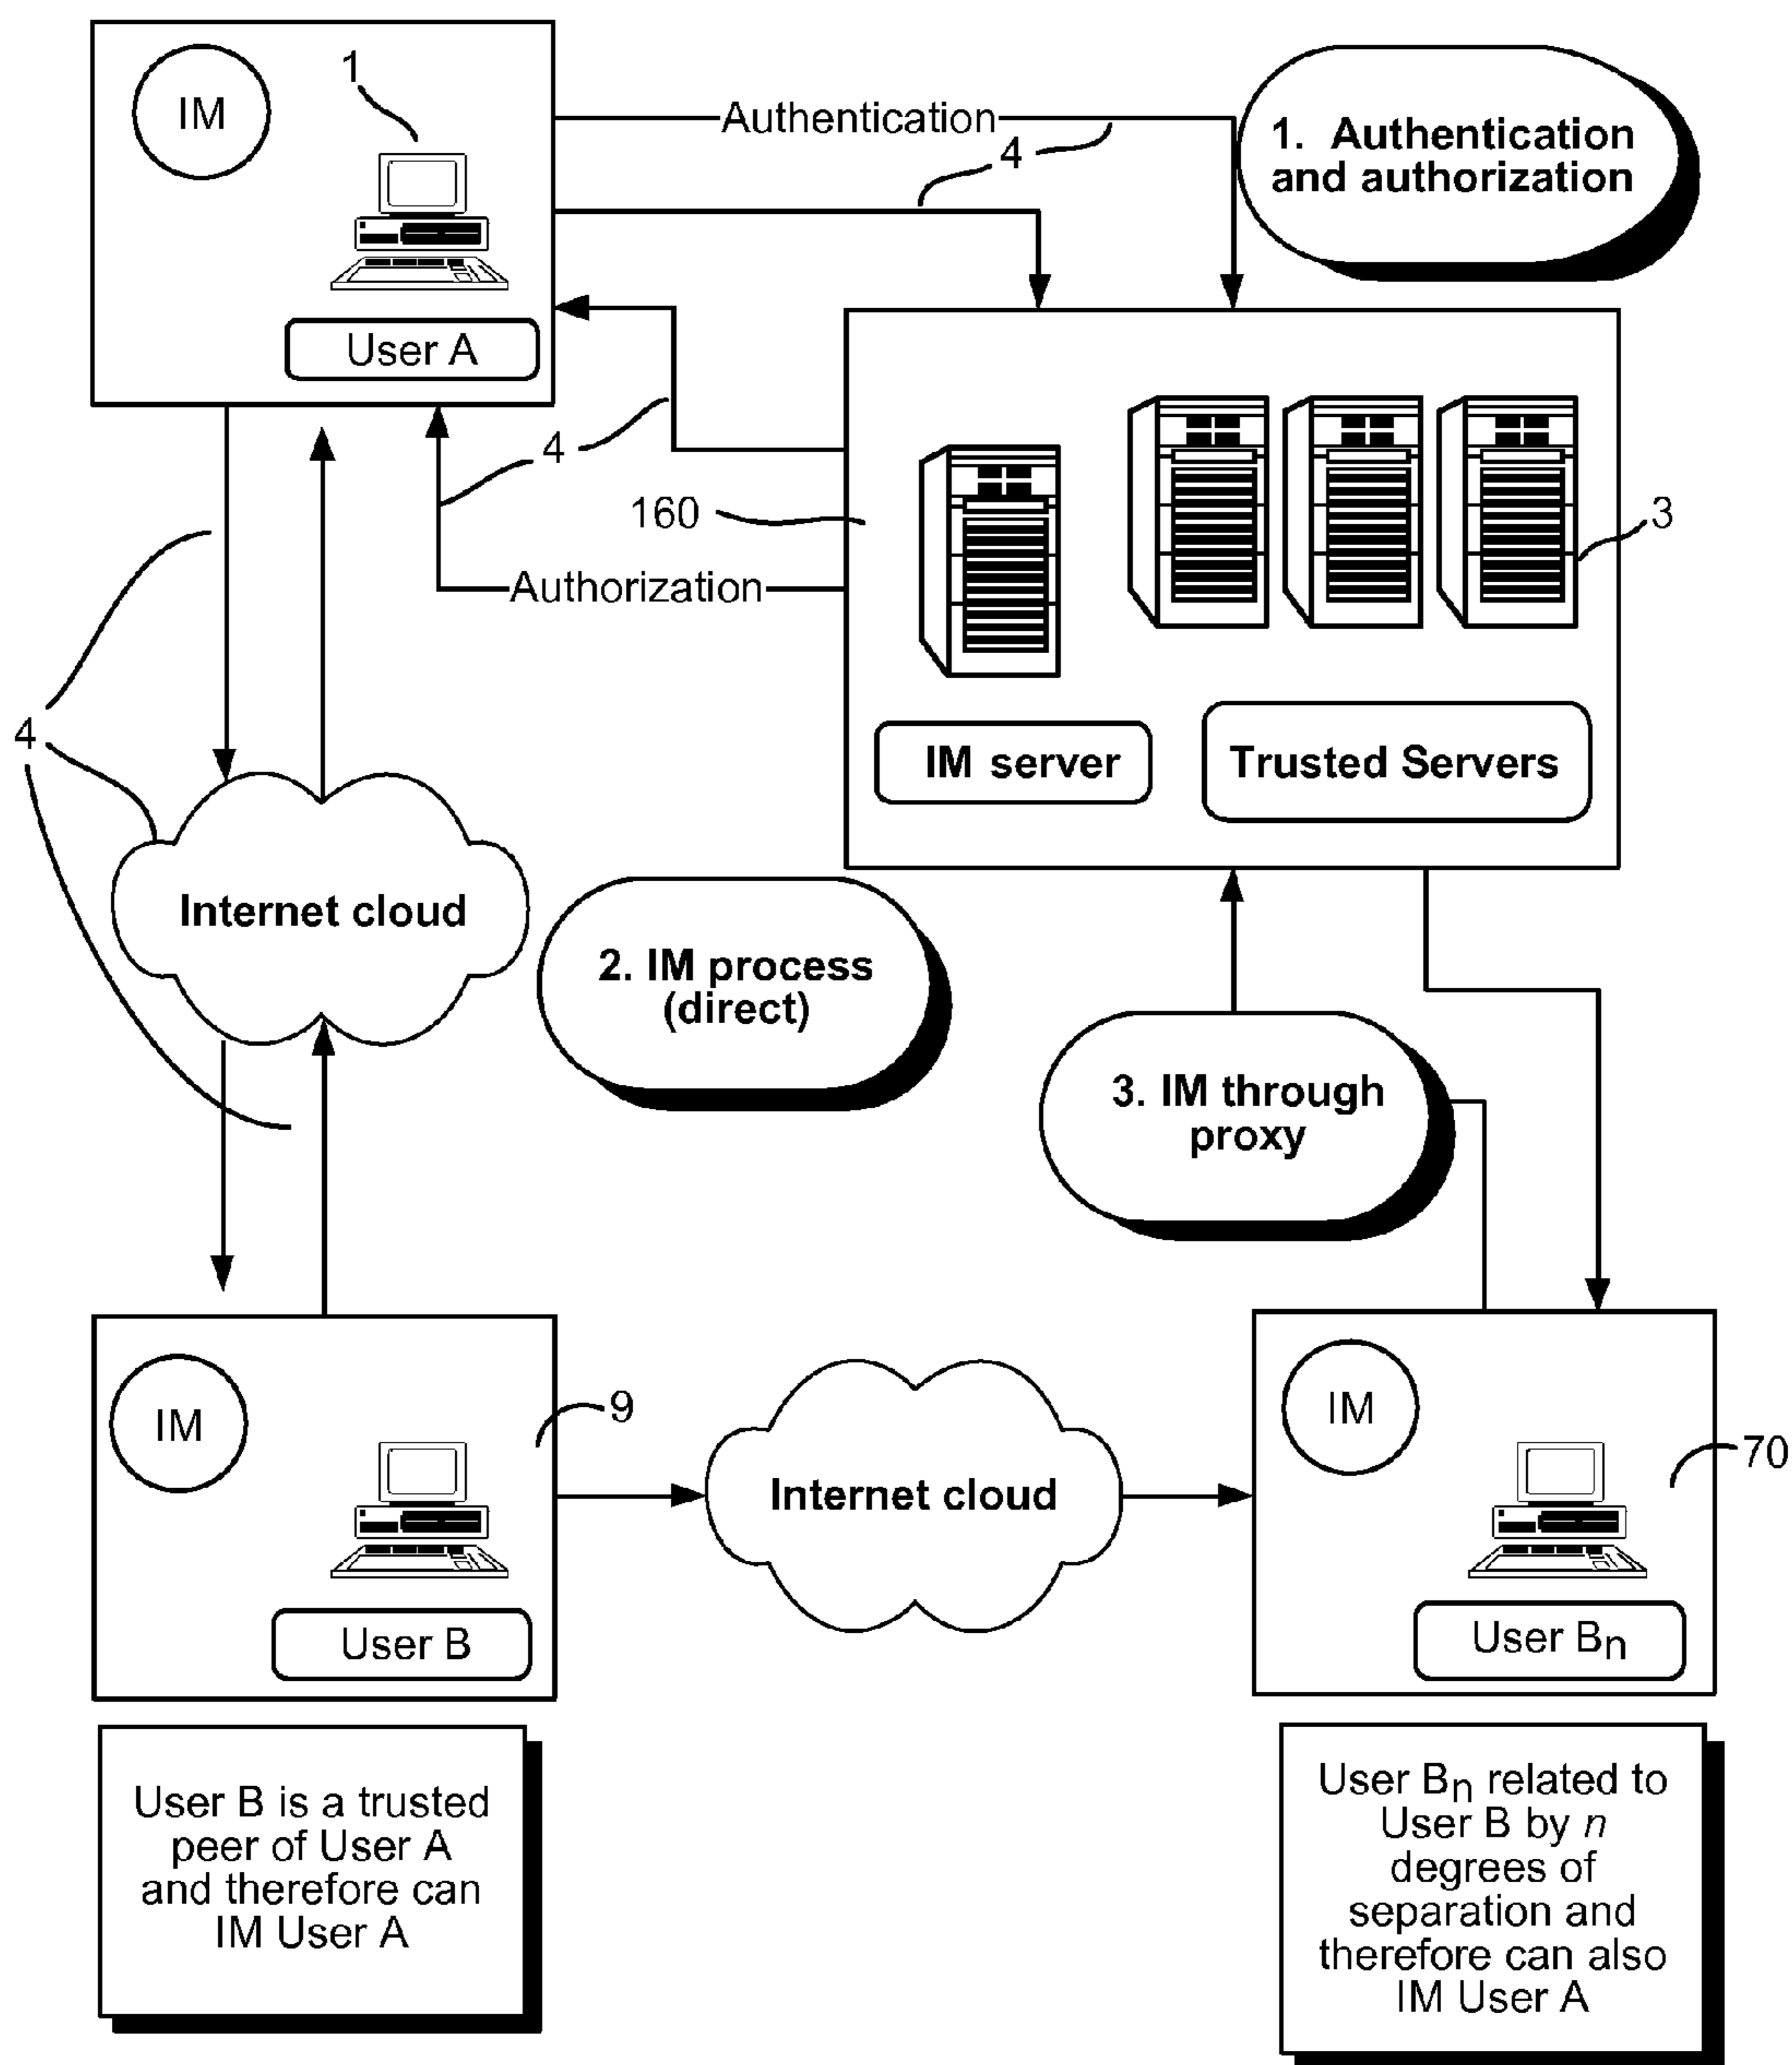 1
IM
Authentication
4
1. Authentication
and authorization
User A
4
160
3
Authorization
4
IM server
Trusted Servers
Internet cloud
2. IM process
(direct)
3. IM through
proxy
IM
9
IM
70
Internet cloud
User B
User Bn
User B is a trusted
peer of User A
and therefore can
IM User A
User Bn related to
User B by n
degrees of
separation and
therefore can also
IM User A